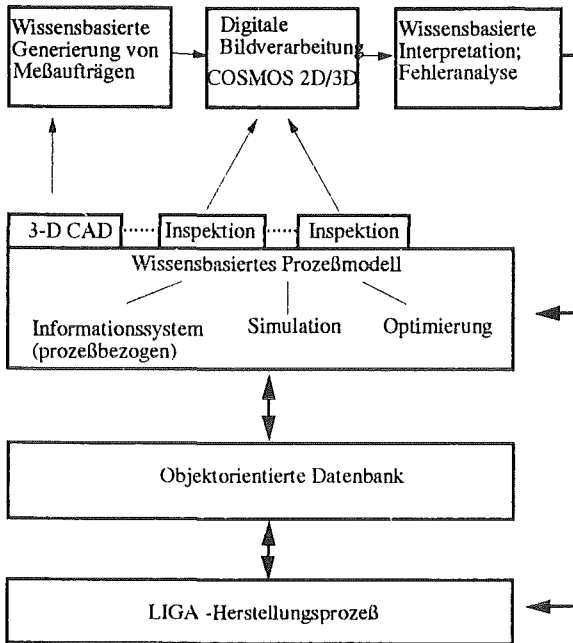 Wissensbasierte
Generierung von
Meßaufträgen
Digitale
Bildverarbeitung
COSMOS 2D/3D
Wissensbasierte
Interpretation;
Fehleranalyse
3-D CAD ...... Inspektion ...... Inspektion
Wissensbasiertes Prozeßmodell
Informationssystem
(prozeßbezogen)
Simulation
Optimierung
Objektorientierte Datenbank
LIGA -Herstellungsprozeß